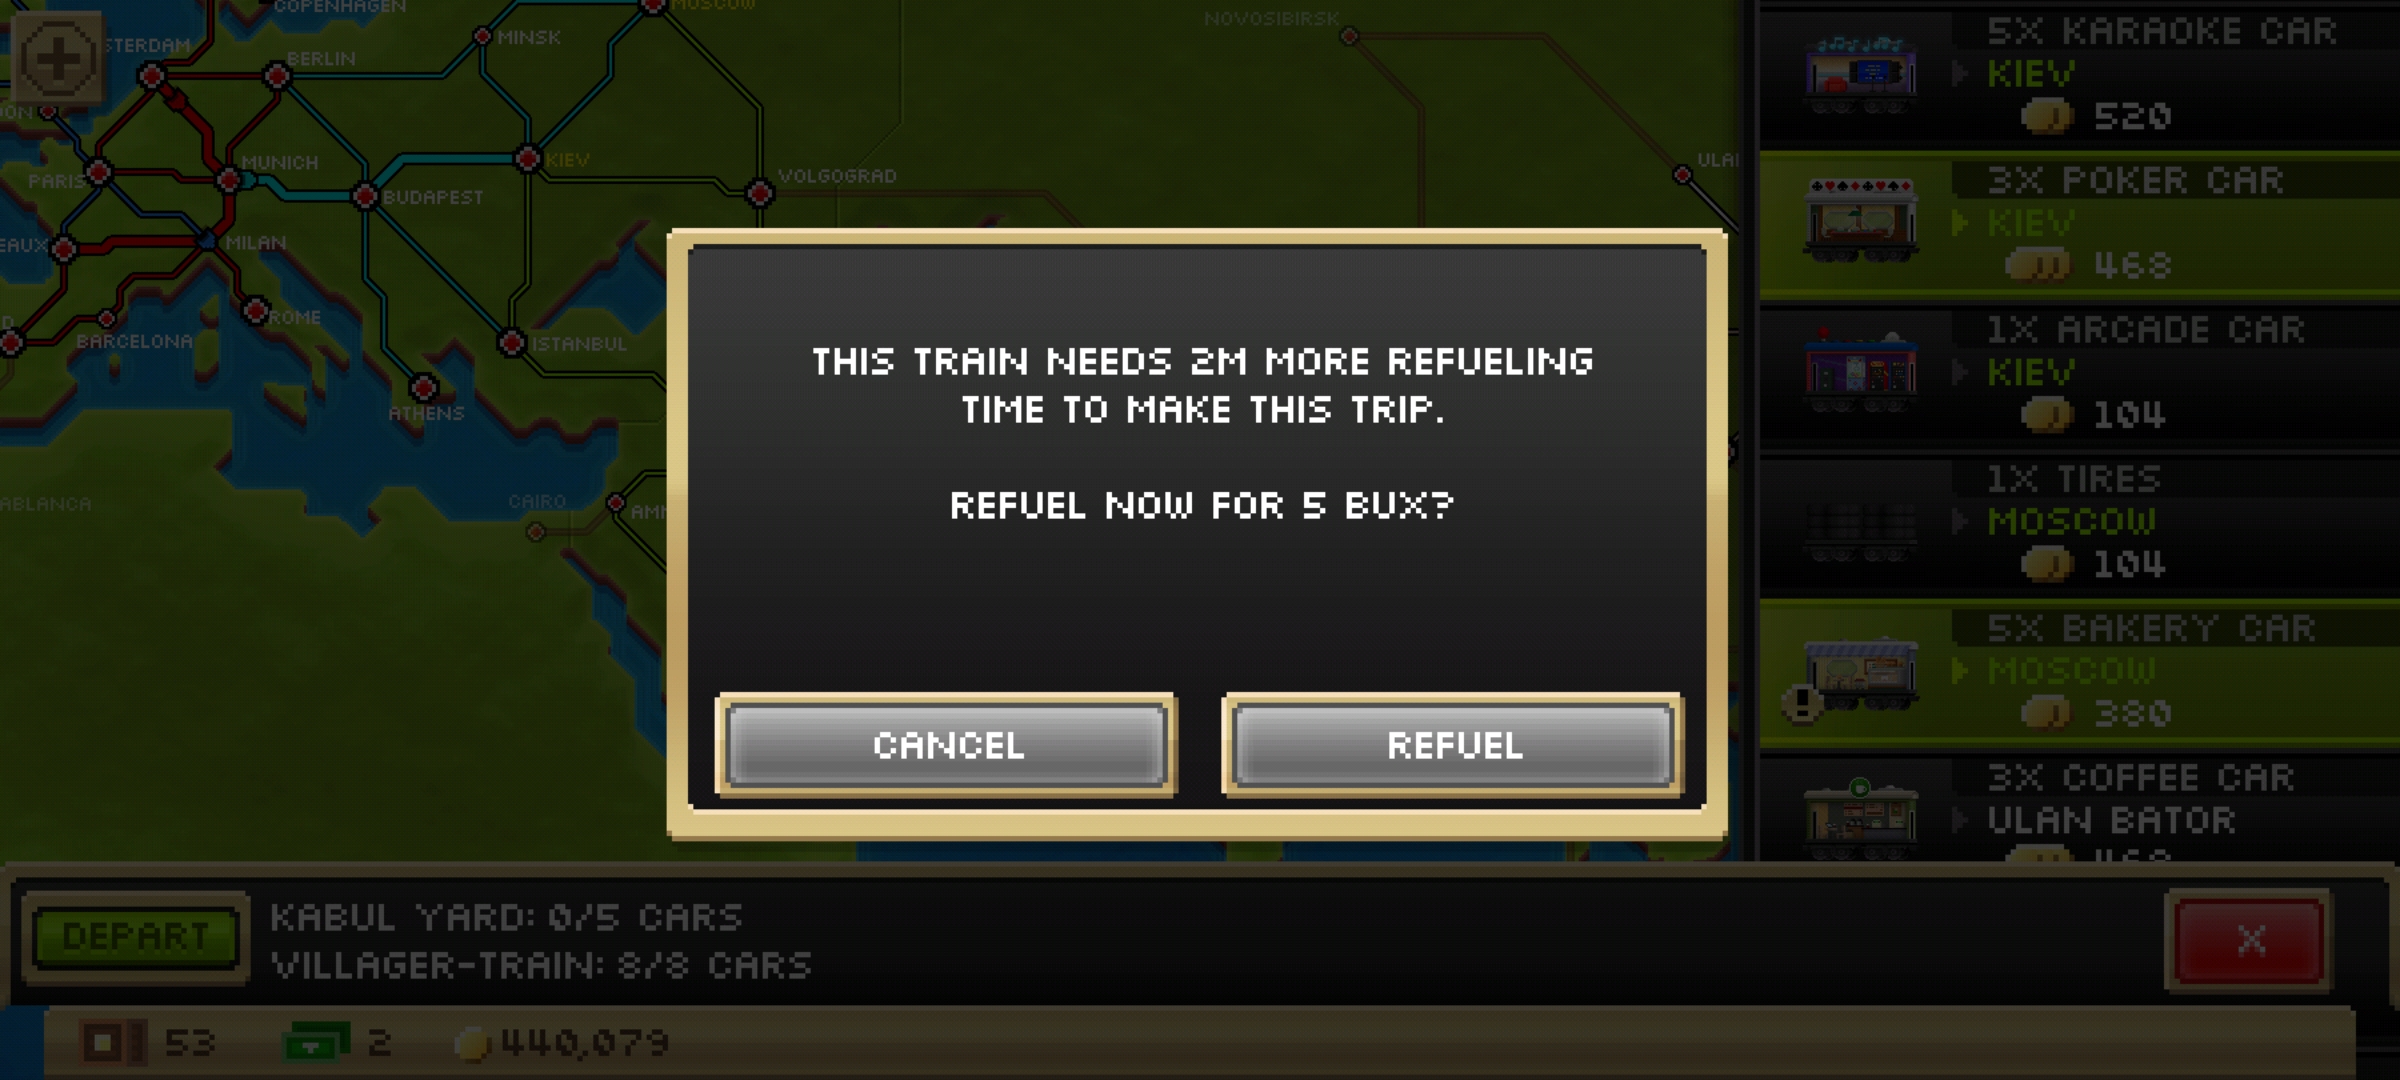 COPENHAGEN
MOSCOW
NOVOSIBIRSK
STERDAM
BERLIN
MINSK
MUNICH
KIEV
VOLGOGRAD
PARIS
BUDAPEST
EAUX
MILAN
ROME
BARCELONA
ISTANBUL
ATHENS
ABLANCA
CAIRO
AMM
ULA
THIS TRAIN NEEDS 2M MORE REFUELING
TIME TO MAKE THIS TRIP.
REFUEL NOW FOR 5 BUX?
CANCEL
REFUEL
5X KARAOKE CAR
KIEV
520
3X POKER CAR
KIEV
468
1X ARCADE CAR
KIEV
104
1X TIRES
MOSCOW
104
5X BAKERY CAR
MOSCOW
380
3X COFFEE CAR
ULAN BATOR
DEPART
KABUL YARD: 0/5 CARS
VILLAGER-TRAIN: 8/8 CARS
X
53
2
440,079